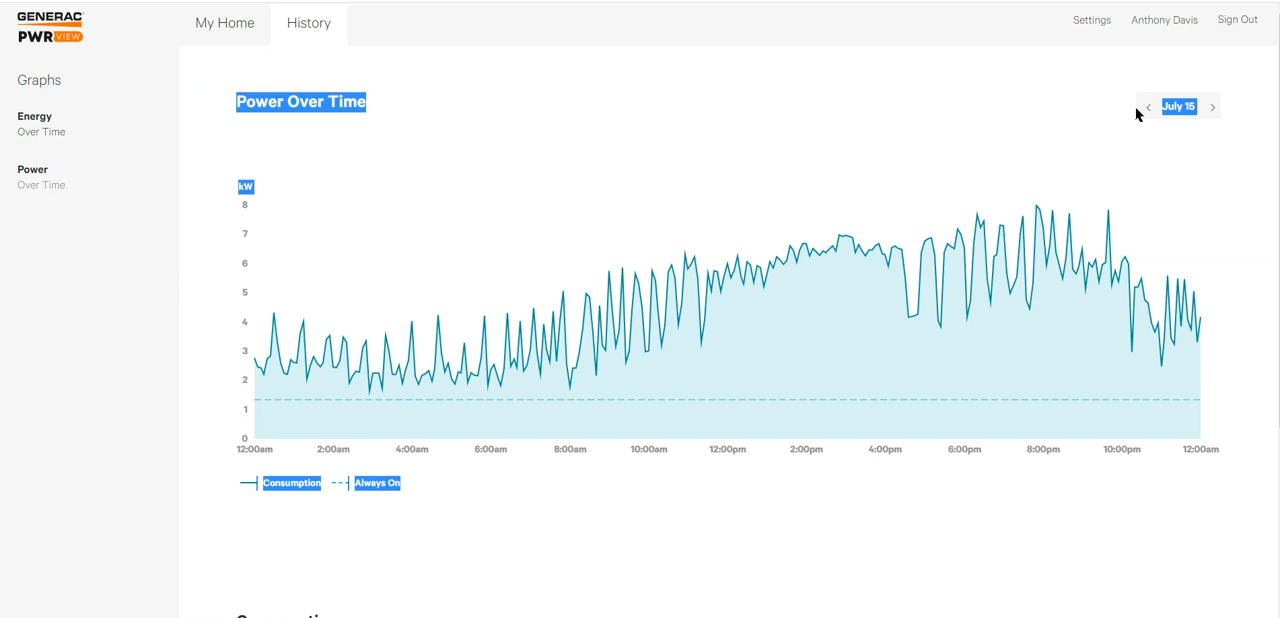 GENERAC
PWR VIEW
My Home
History
Settings
Anthony Davis
Sign Out
Graphs
Energy
Over Time
Power
Over Time
Power Over Time
< July 15 >
kW
8
7
6
5
4
3
2
1
0
12:00am 2:00am 4:00am 6:00am 8:00am 10:00am 12:00pm 2:00pm 4:00pm 6:00pm 8:00pm 10:00pm 12:00am
Consumption Always On